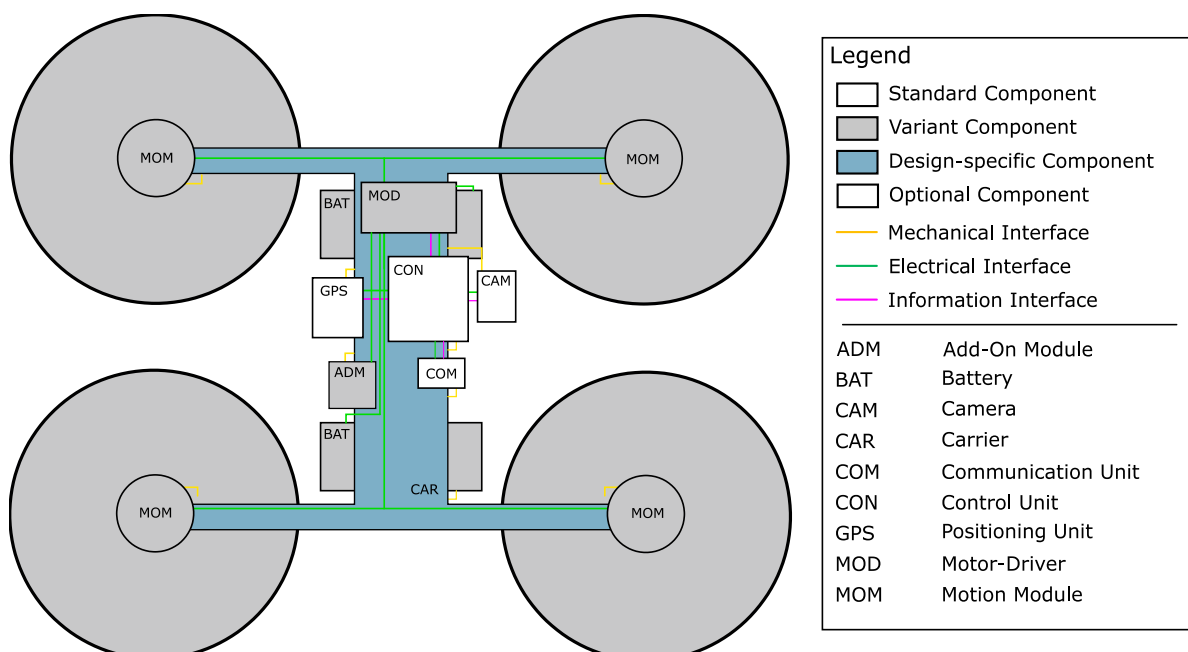 MOM
MOM
BAT
MOD
CON
GPS
CAM
ADM
COM
BAT
CAR
MOM
MOM
Legend
Standard Component
Variant Component
Design-specific Component
Optional Component
Mechanical Interface
Electrical Interface
Information Interface
ADM Add-On Module
BAT Battery
CAM Camera
CAR Carrier
COM Communication Unit
CON Control Unit
GPS Positioning Unit
MOD Motor-Driver
MOM Motion Module